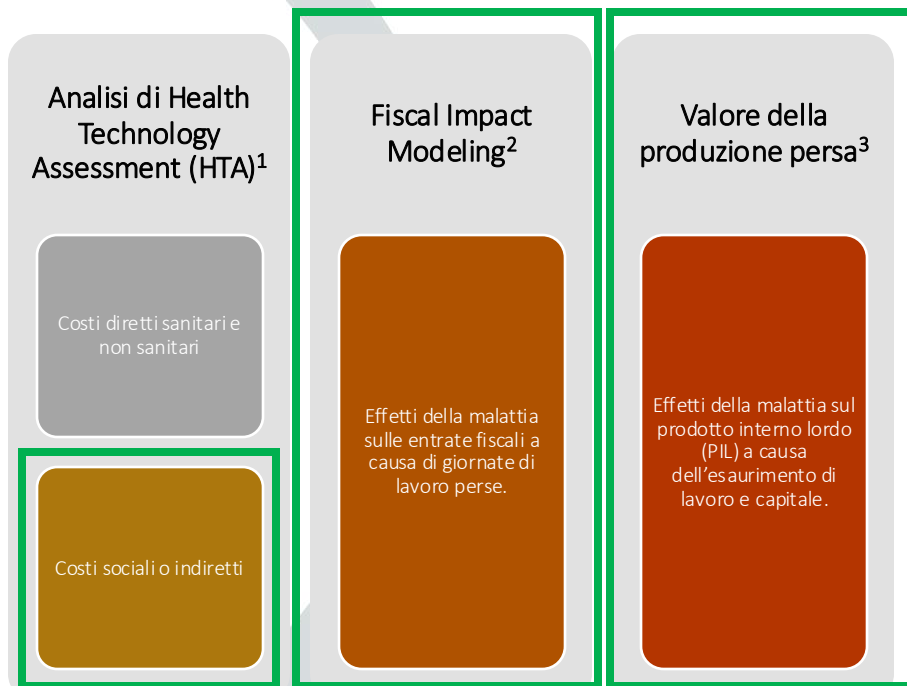 Analisi di Health
Technology
Assessment (HTA)¹
Costi diretti sanitari e
non sanitari
Costi sociali o indiretti
Fiscal Impact
Modeling²
Effetti della malattia
sulle entrate fiscali a
causa di giornate di
lavoro perse.
Valore della
produzione persa³
Effetti della malattia sul
prodotto interno lordo
(PIL) a causa
dell'esaurimento di
lavoro e capitale.